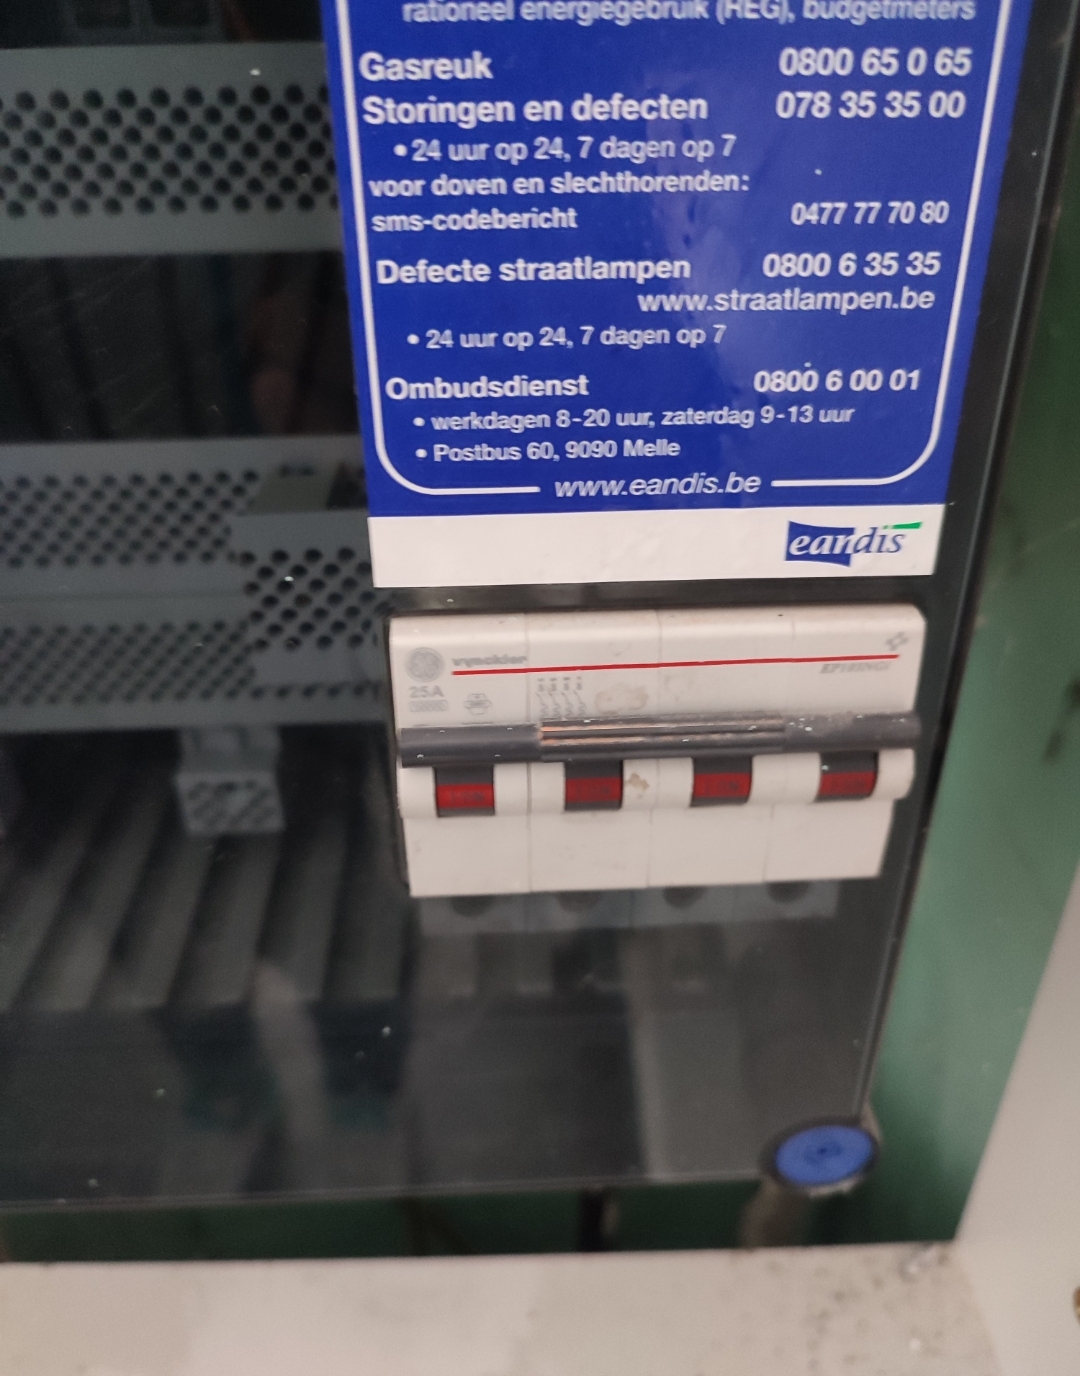 rationeel energiegebruik (REG), budgetmeters
Gasreuk 0800 65 0 65
Storingen en defecten 078 35 35 00
• 24 uur op 24, 7 dagen op 7
voor doven en slechthorenden:
sms-codebericht 0477 77 70 80
Defecte straatlampen 0800 6 35 35
www.straatlampen.be
• 24 uur op 24, 7 dagen op 7
Ombudsdienst 0800 6 00 01
• werkdagen 8-20 uur, zaterdag 9-13 uur
• Postbus 60, 9090 Melle
www.eandis.be
eandis
vynckier
25A